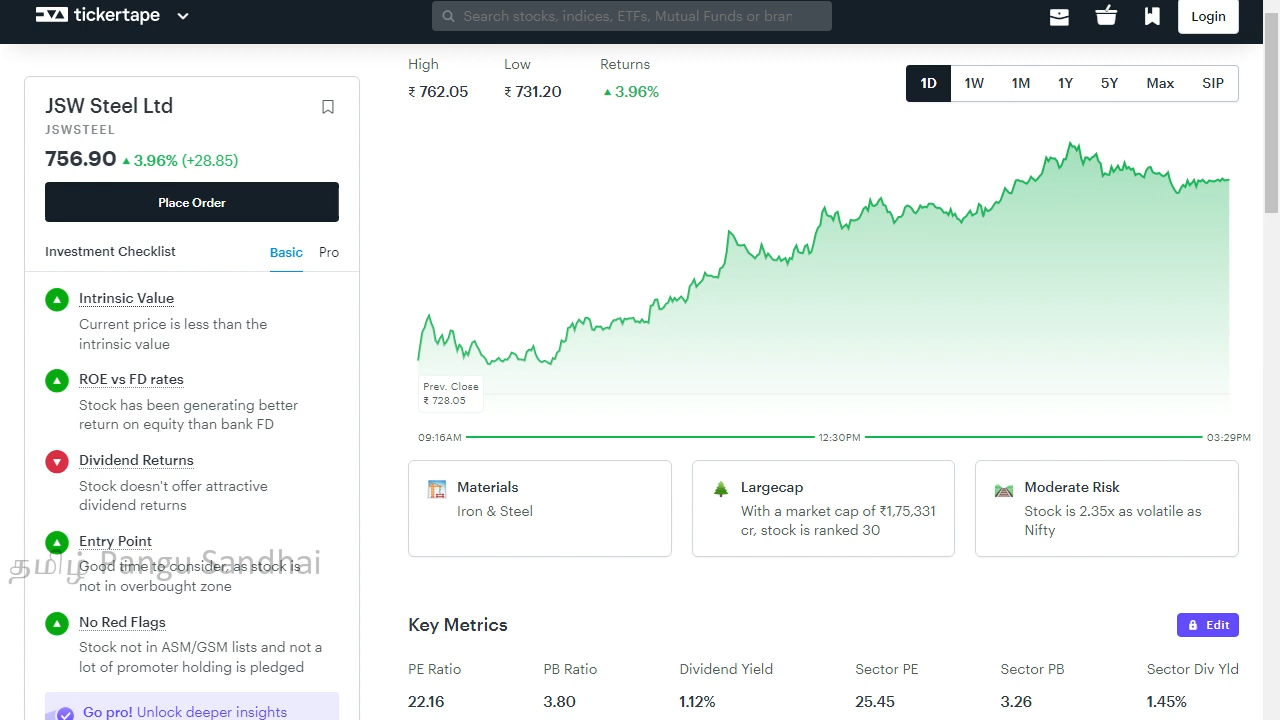 tickertape
Search stocks, indices, ETFs, Mutual Funds or bran
Login
JSW Steel Ltd
JSWSTEEL
756.90 3.96% (+28.85)
Place Order
Investment Checklist Basic Pro
Intrinsic Value
Current price is less than the
intrinsic value
ROE vs FD rates
Stock has been generating better
return on equity than bank FD
Dividend Returns
Stock doesn't offer attractive
dividend returns
Entry Point
Good time to consider, as stock is
not in overbought zone
தமிழ் Pangu Sandhai
No Red Flags
Stock not in ASM/GSM lists and not a
lot of promoter holding is pledged
Go pro! Unlock deeper insights
High Low Returns
₹ 762.05 ₹ 731.20 3.96%
1D 1W 1M 1Y 5Y Max SIP
Prev. Close
₹ 728.05
09:16AM 12:30PM 03:29PM
Materials
Iron & Steel
Largecap
With a market cap of ₹1,75,331
cr, stock is ranked 30
Moderate Risk
Stock is 2.35x as volatile as
Nifty
Key Metrics
Edit
PE Ratio PB Ratio Dividend Yield Sector PE Sector PB Sector Div Yld
22.16 3.80 1.12% 25.45 3.26 1.45%